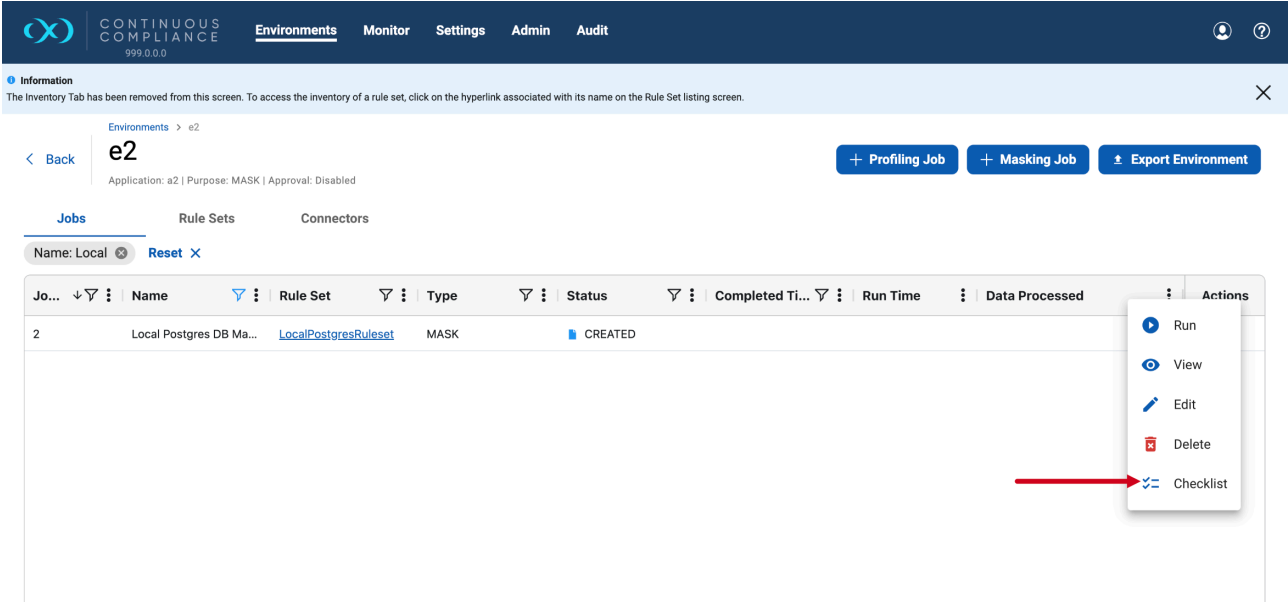 CONTINUOUS
COMPLIANCE
999.0.0.0
Environments Monitor Settings Admin Audit
Information
The Inventory Tab has been removed from this screen. To access the inventory of a rule set, click on the hyperlink associated with its name on the Rule Set listing screen.
Environments > e2
Back
e2
Application: a2 | Purpose: MASK | Approval: Disabled
+ Profiling Job + Masking Job Export Environment
Jobs Rule Sets Connectors
Name: Local Reset
Jo... Name Rule Set Type Status Completed Ti... Run Time Data Processed Actions
2 Local Postgres DB Ma... LocalPostgresRuleset MASK CREATED
Run
View
Edit
Delete
Checklist